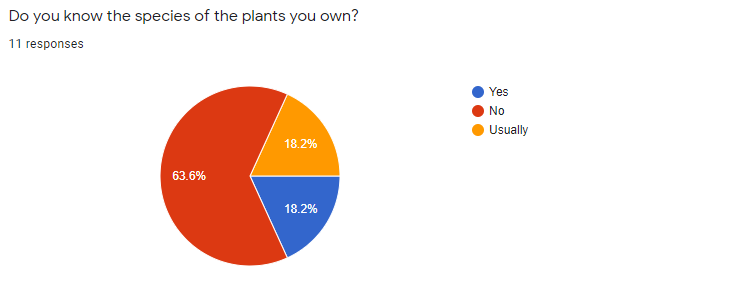 Do you know the species of the plants you own?
11 responses
Yes
No
Usually
18.2%
63.6%
18.2%